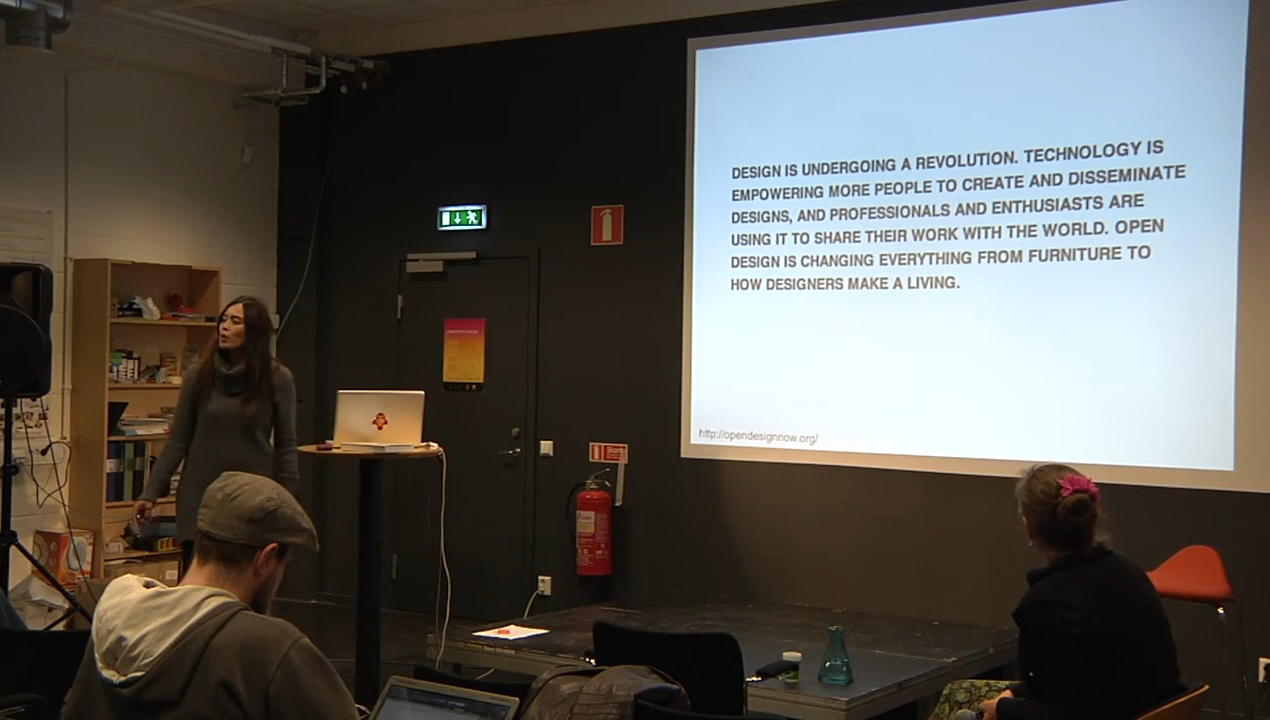 DESIGN IS UNDERGOING A REVOLUTION. TECHNOLOGY IS
EMPOWERING MORE PEOPLE TO CREATE AND DISSEMINATE
DESIGNS, AND PROFESSIONALS AND ENTHUSIASTS ARE
USING IT TO SHARE THEIR WORK WITH THE WORLD. OPEN
DESIGN IS CHANGING EVERYTHING FROM FURNITURE TO
HOW DESIGNERS MAKE A LIVING.
http://opendesignnow.org/